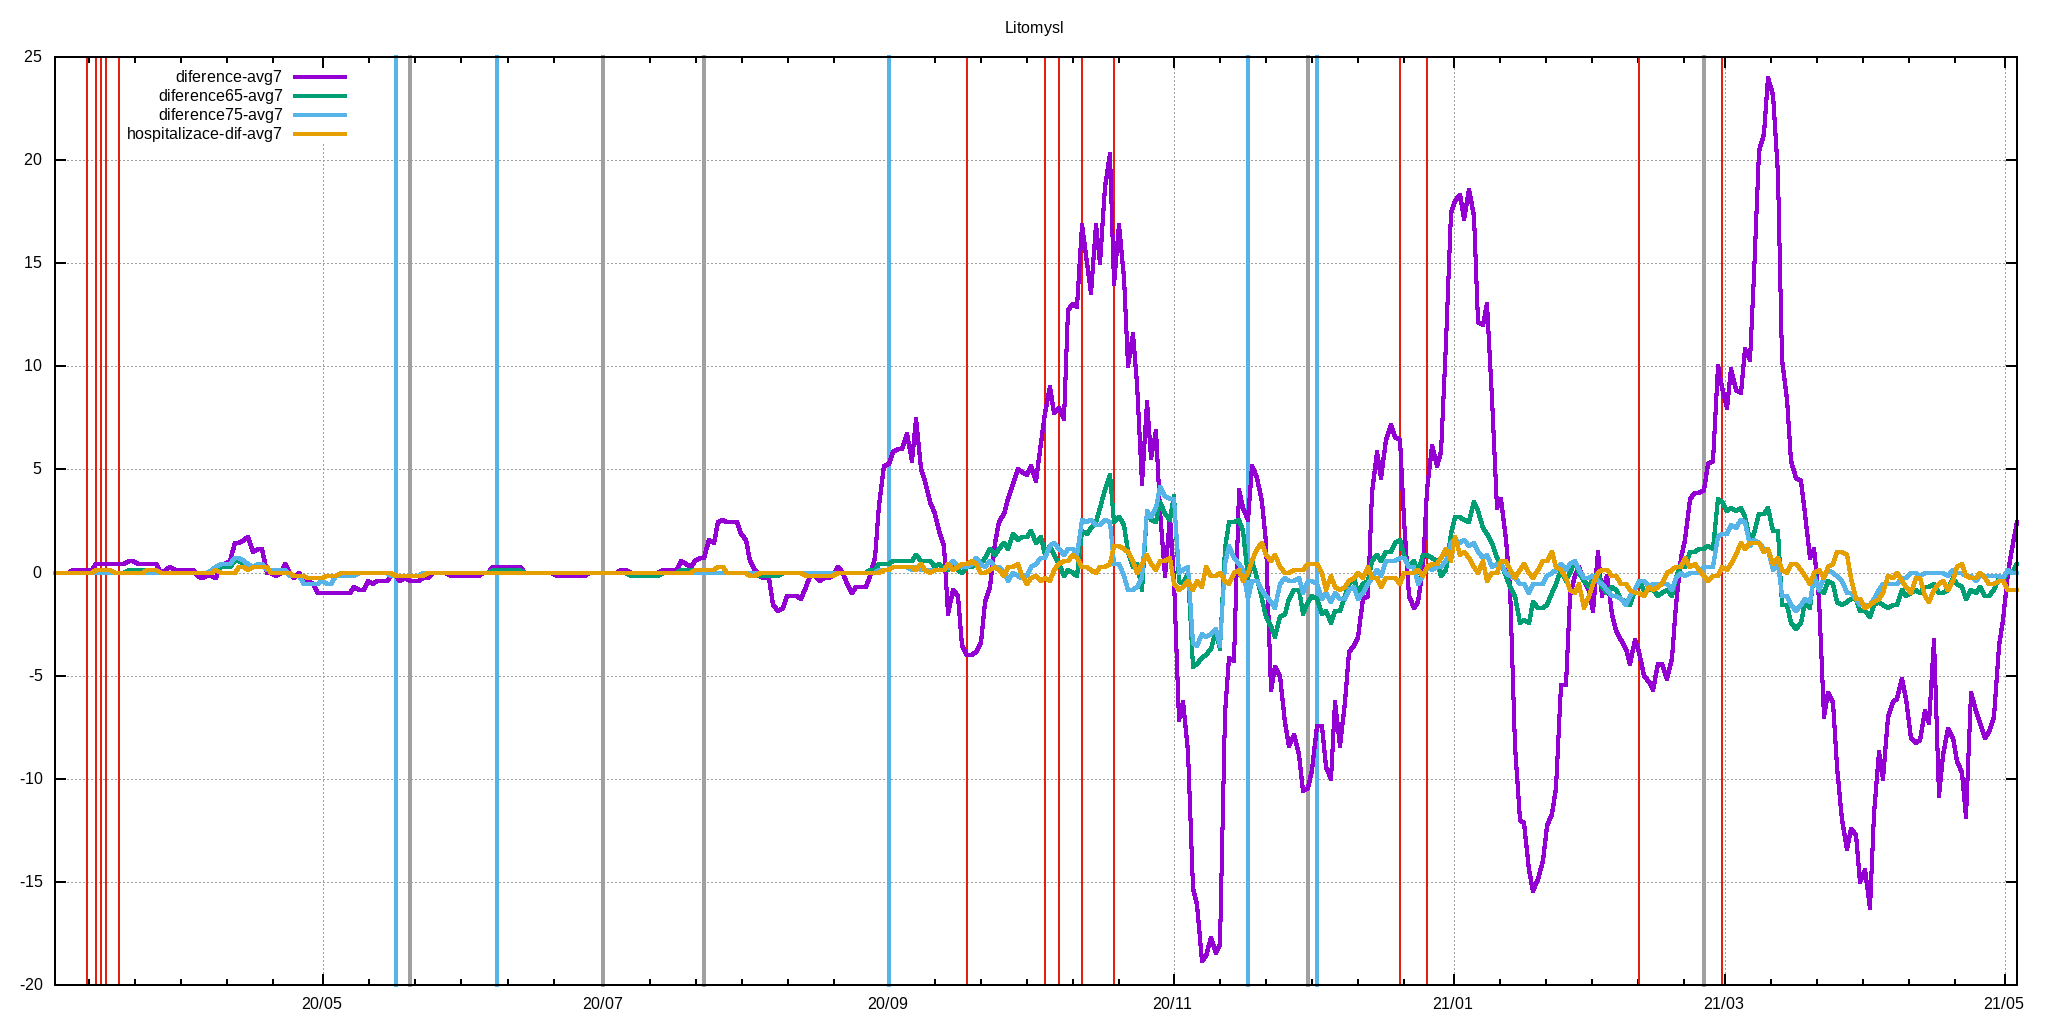 Litomysl
25
diference-avg7
diference65-avg7
diference75-avg7
hospitalizace-dif-avg7
20
15
10
5
0
-5
-10
-15
-20
20/05 20/07 20/09 20/11 21/01 21/03 21/05